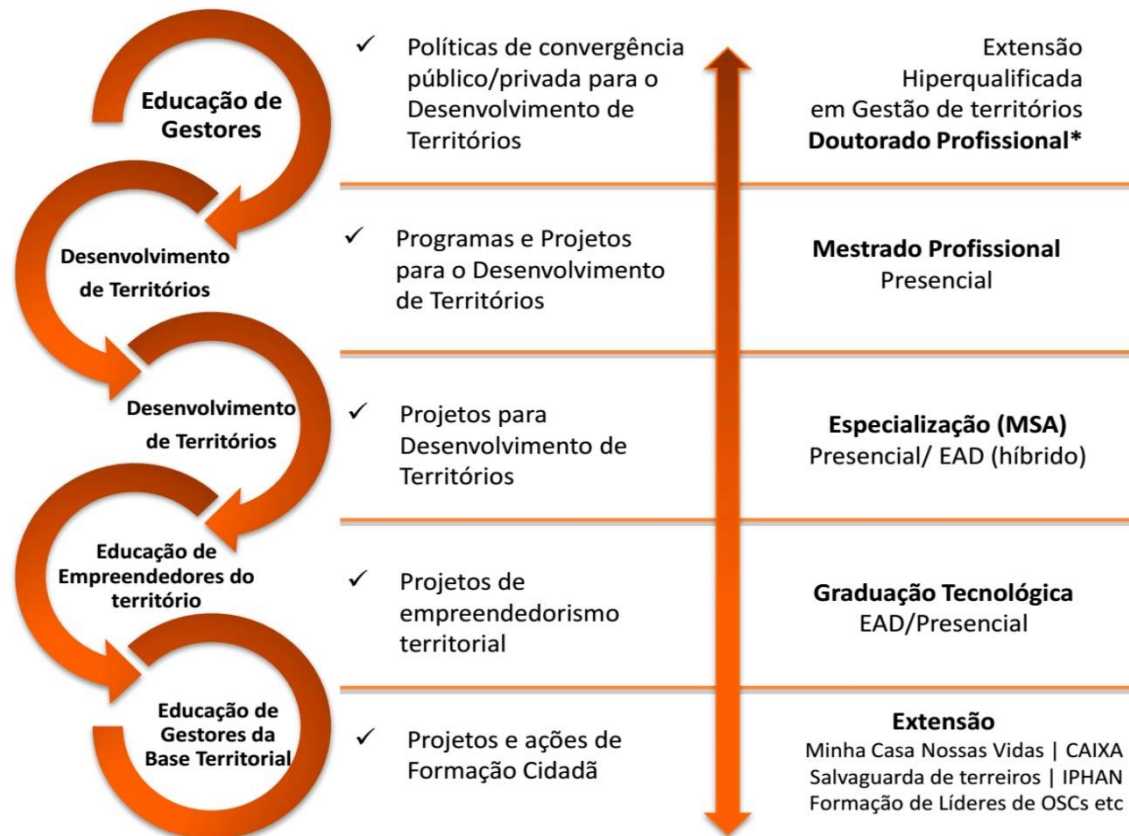 Educação de
Gestores
✓ Políticas de convergência
público/privada para o
Desenvolvimento de
Territórios
Extensão
Hiperqualificada
em Gestão de territórios
Doutorado Profissional*
Desenvolvimento
de Territórios
✓ Programas e Projetos
para o Desenvolvimento
de Territórios
Mestrado Profissional
Presencial
Desenvolvimento
de Territórios
✓ Projetos para
Desenvolvimento de
Territórios
Especialização (MSA)
Presencial/ EAD (híbrido)
Educação de
Empreendedores do
território
✓ Projetos de
empreendedorismo
territorial
Graduação Tecnológica
EAD/Presencial
Educação de
Gestores da
Base Territorial
✓ Projetos e ações de
Formação Cidadã
Extensão
Minha Casa Nossas Vidas | CAIXA
Salvaguarda de terreiros | IPHAN
Formação de Líderes de OSCs etc